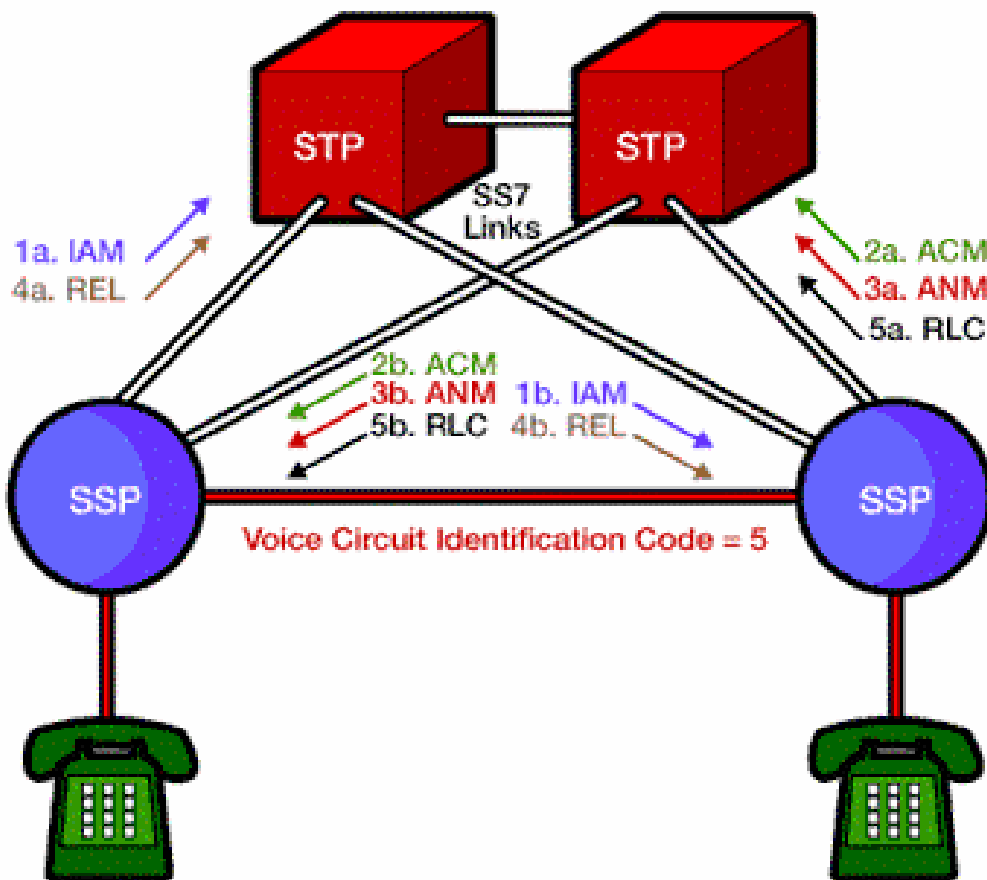 STP
STP
SS7
Links
1a. IAM
4a. REL
2a. ACM
3a. ANM
5a. RLC
2b. ACM
3b. ANM
5b. RLC
1b. IAM
4b. REL
SSP
SSP
Voice Circuit Identification Code = 5